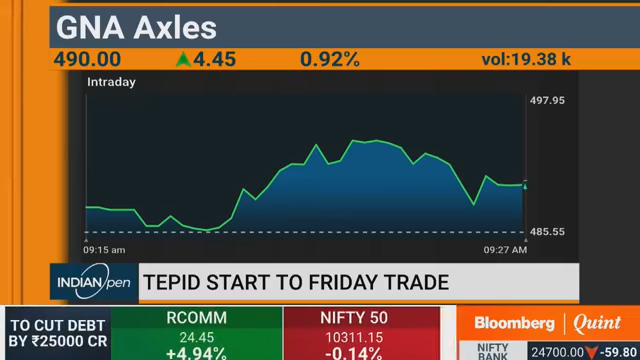 GNA Axles
490.00 ▲4.45 0.92% vol:19.38 k
Intraday
497.95
485.55
09:15 am 09:27 AM
INDIAN open TEPID START TO FRIDAY TRADE
TO CUT DEBT
BY ₹25000 CR
RCOMM
24.45
+4.94%
NIFTY 50
10311.15
-0.14%
Bloomberg | Quint
NIFTY
BANK
24700.00 ▼-59.80